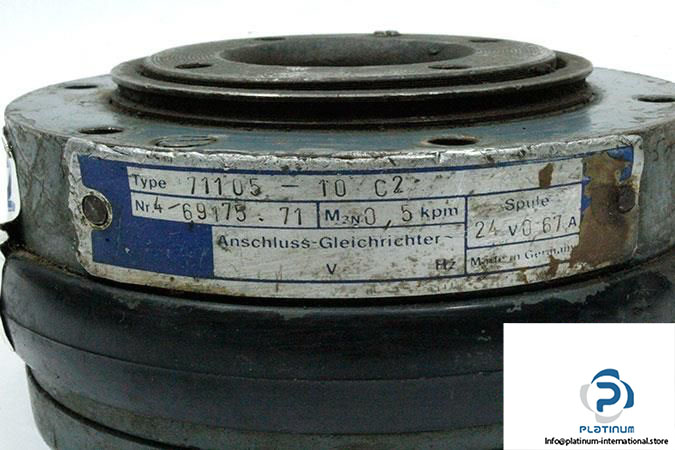 Type 71105 - 10 C2
Nr. 4-69175.71 M2N 0,5 kpm
Spule
24 V 0,67 A
Anschluss-Gleichrichter ~
V Hz
Made in Germany
PLATINUM
info@platinum-international.store